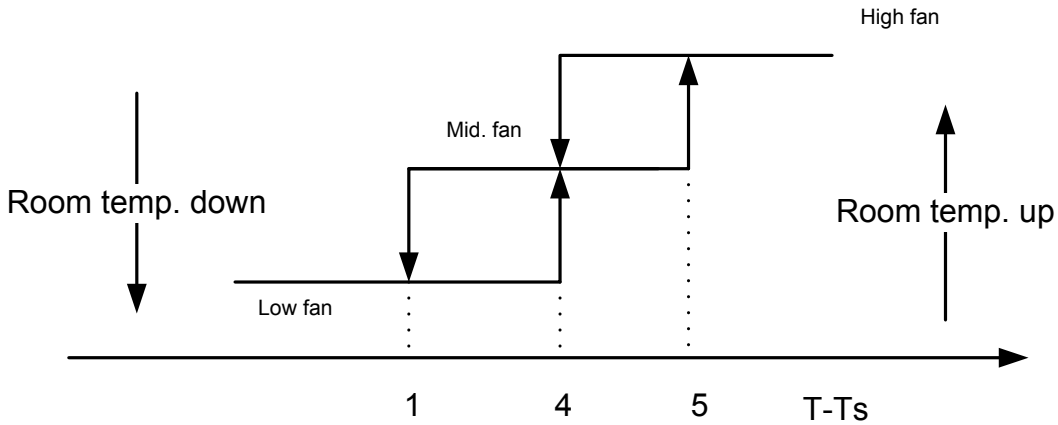 High fan
Mid. fan
Room temp. down
Room temp. up
Low fan
1 4 5 T-Ts